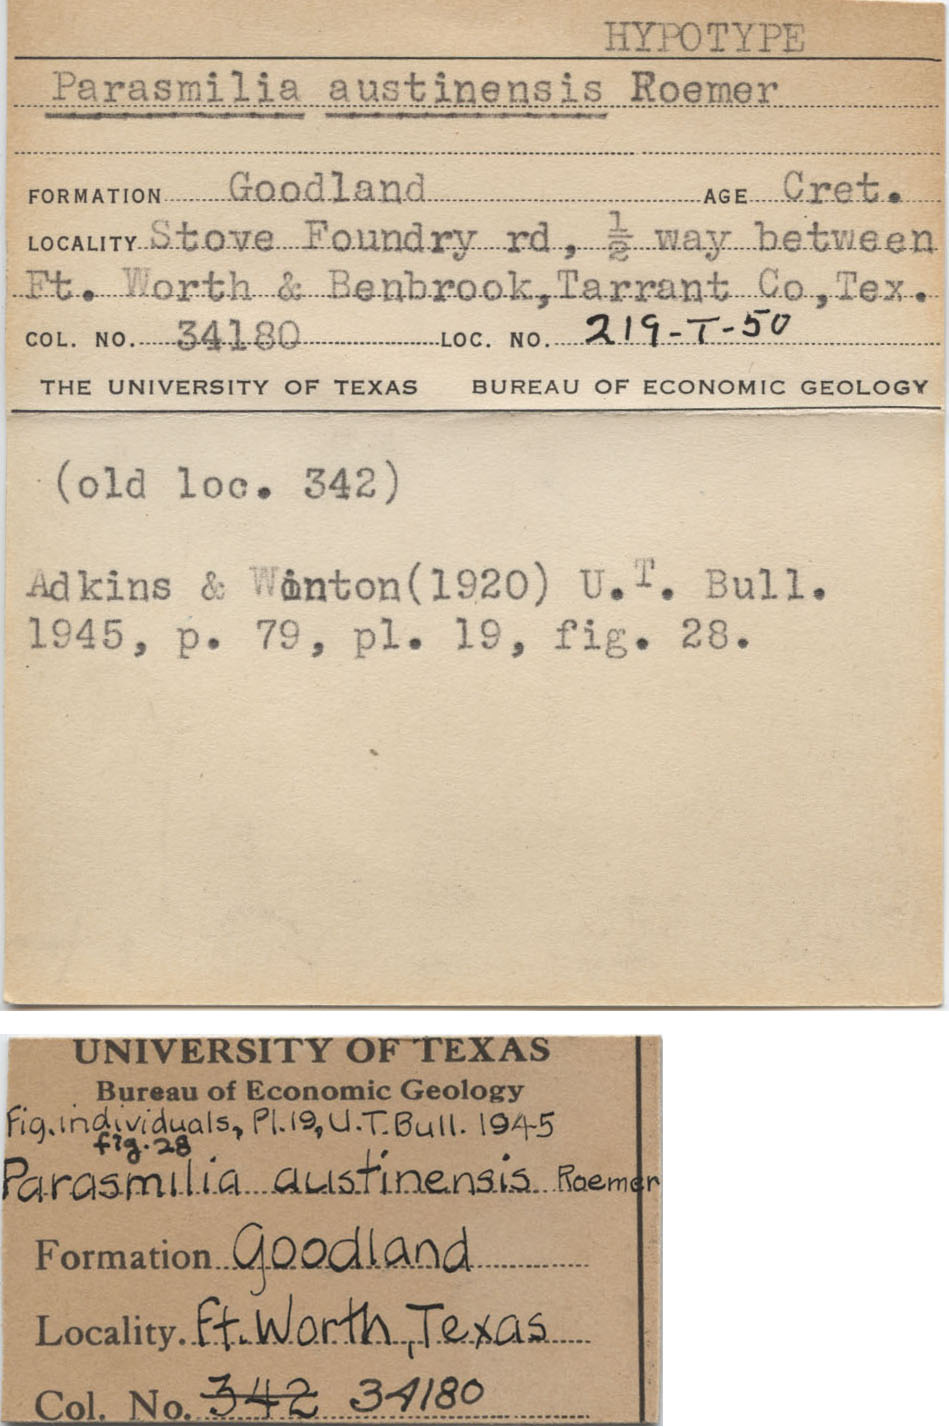 HYPOTYPE
Parasmilia austinensis Roemer
FORMATION Goodland AGE Cret.
LOCALITY Stove Foundry rd, ½ way between
Ft. Worth & Benbrook, Tarrant Co, Tex.
COL. NO. 34180 LOC. NO. 219-T-50
THE UNIVERSITY OF TEXAS BUREAU OF ECONOMIC GEOLOGY
(old loc. 342)
Adkins & Winton(1920) U.T. Bull.
1945, p. 79, pl. 19, fig. 28.
UNIVERSITY OF TEXAS
Bureau of Economic Geology
Fig. individuals, Pl. 19, U.T. Bull. 1945
fig. 28
Parasmilia austinensis Roemer
Formation Goodland
Locality. Ft. Worth, Texas
Col. No. 342 34180